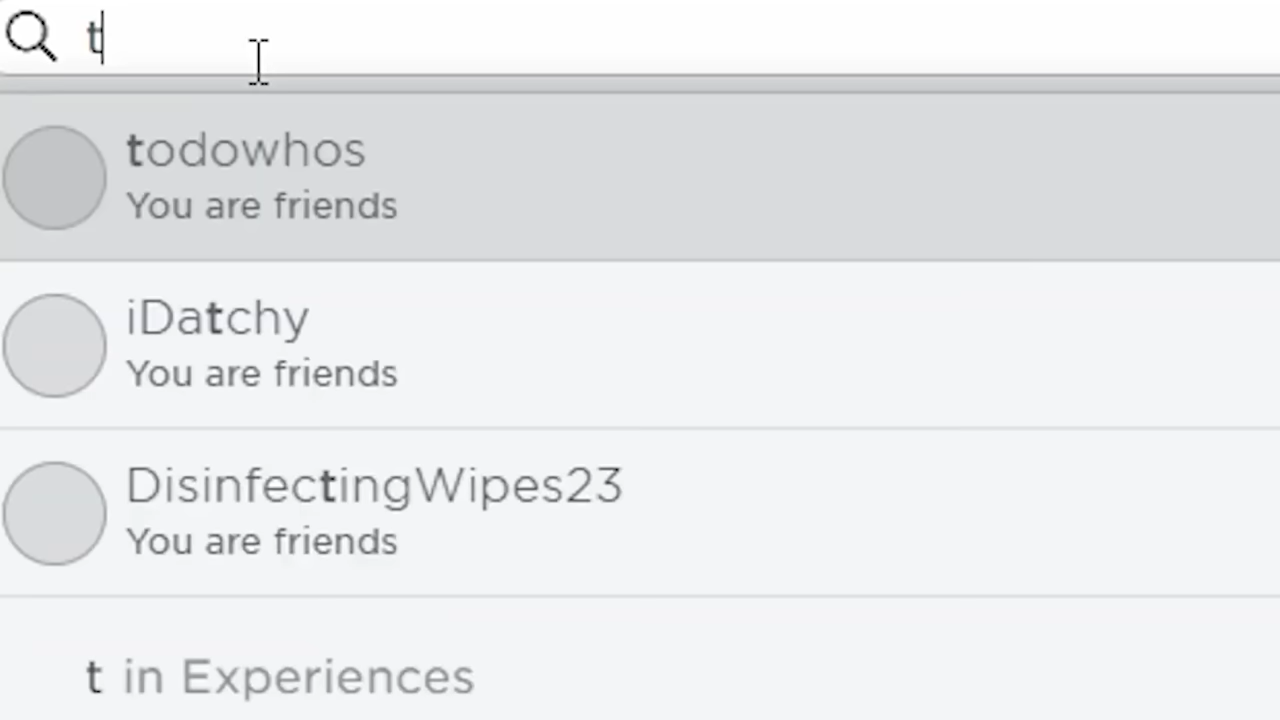 t
todowhos
You are friends
iDatchy
You are friends
DisinfectingWipes23
You are friends
t in Experiences